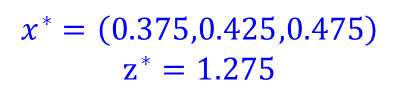 x* = (0.375,0.425,0.475)
z* = 1.275